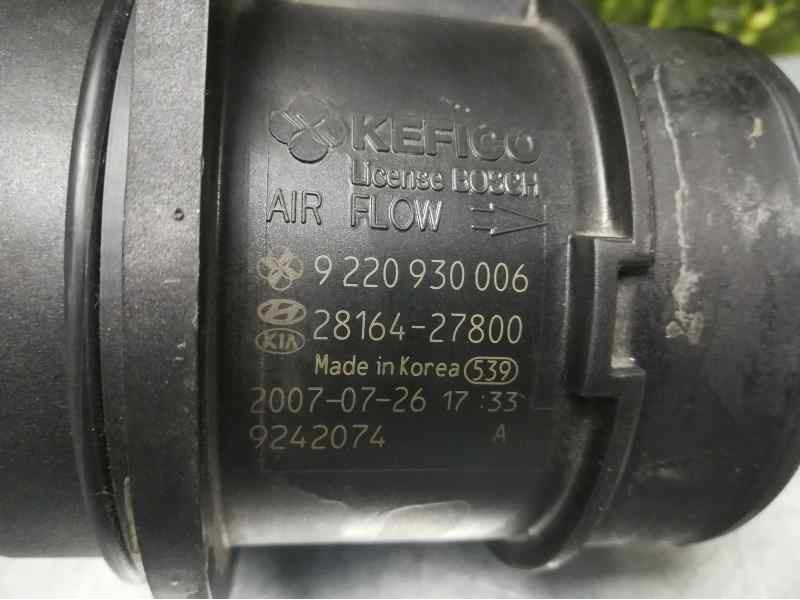 KEFICO
License BOSCH
AIR FLOW
9 220 930 006
28164-27800
KIA
Made in Korea 539
2007-07-26 17:33
9242074 A